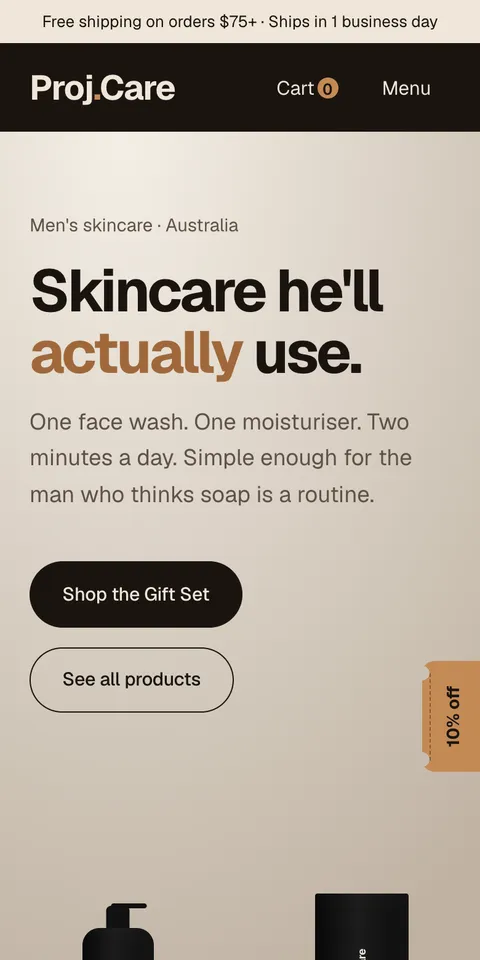 Free shipping on orders $75+ · Ships in 1 business day
Proj.Care
Cart 0
Menu
Men's skincare · Australia
Skincare he'll
actually use.
One face wash. One moisturiser. Two
minutes a day. Simple enough for the
man who thinks soap is a routine.
Shop the Gift Set
See all products
10% off